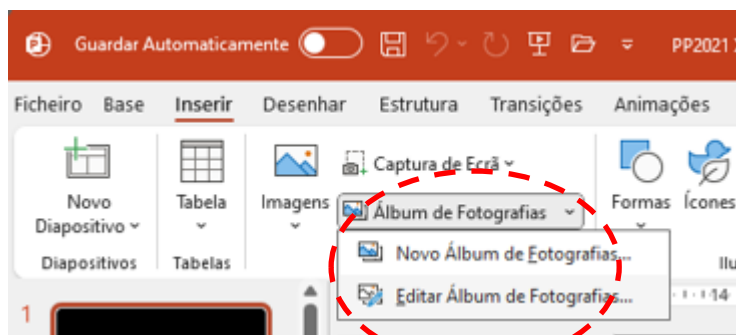 Guardar Automaticamente
PP2021
Ficheiro Base Inserir Desenhar Estrutura Transições Animações
Novo Diapositivo
Tabela
Imagens
Captura de Ecrã
Álbum de Fotografias
Formas
Ícones
Novo Álbum de Fotografias...
Editar Álbum de Fotografias...
Diapositivos
Tabelas
14
1